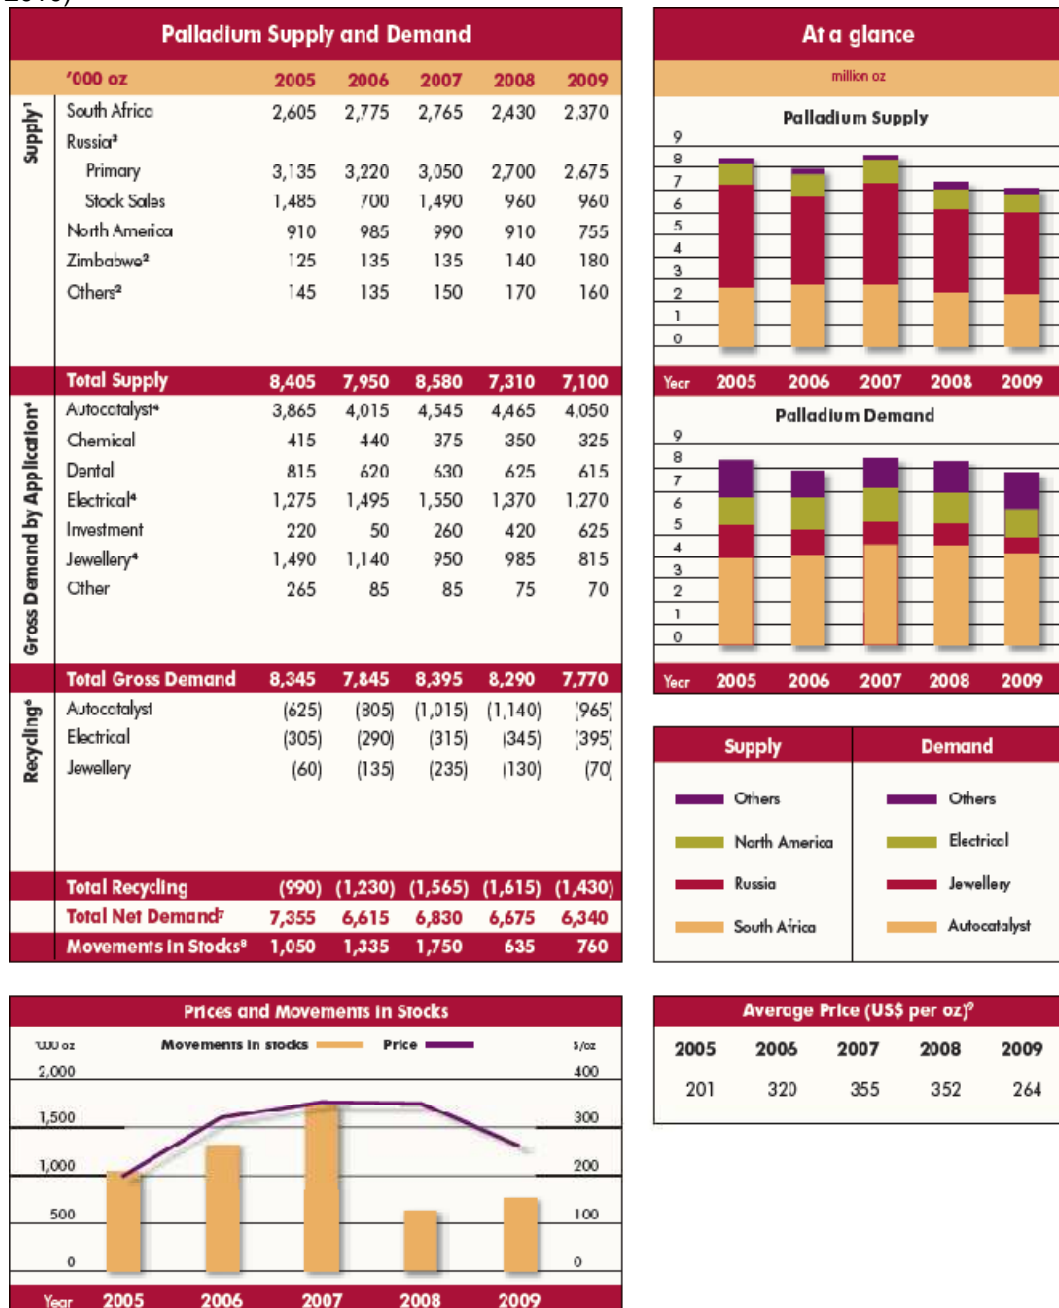 Palladium Supply and Demand
'000 oz 2005 2006 2007 2008 2009
Supply¹
South Africa 2,605 2,775 2,765 2,430 2,370
Russia³
Primary 3,135 3,220 3,050 2,700 2,675
Stock Sales 1,485 700 1,490 960 960
North America 910 985 990 910 755
Zimbabwe² 125 135 135 140 180
Others² 145 135 150 170 160
Total Supply 8,405 7,950 8,580 7,310 7,100
Gross Demand by Application⁴
Autocatalyst⁴ 3,865 4,015 4,545 4,465 4,050
Chemical 415 440 375 350 325
Dental 815 620 630 625 615
Electrical⁴ 1,275 1,495 1,550 1,370 1,270
Investment 220 50 260 420 625
Jewellery⁴ 1,490 1,140 950 985 815
Other 265 85 85 75 70
Total Gross Demand 8,345 7,845 8,395 8,290 7,770
Recycling⁶
Autocatalyst (625) (805) (1,015) (1,140) (965)
Electrical (305) (290) (315) (345) (395)
Jewellery (60) (135) (235) (130) (70)
Total Recycling (990) (1,230) (1,565) (1,615) (1,430)
Total Net Demand⁷ 7,355 6,615 6,830 6,675 6,340
Movements in Stocks⁸ 1,050 1,335 1,750 635 760
At a glance
million oz
Palladium Supply
9
8
7
6
5
4
3
2
1
0
Year 2005 2006 2007 2008 2009
Palladium Demand
9
8
7
6
5
4
3
2
1
0
Year 2005 2006 2007 2008 2009
Supply Demand
Others Others
North America Electrical
Russia Jewellery
South Africa Autocatalyst
Prices and Movements in Stocks
'000 oz Movements in stocks Price $/oz
2,000 400
1,500 300
1,000 200
500 100
0 0
Year 2005 2006 2007 2008 2009
Average Price (US$ per oz)⁹
2005 2006 2007 2008 2009
201 320 355 352 264